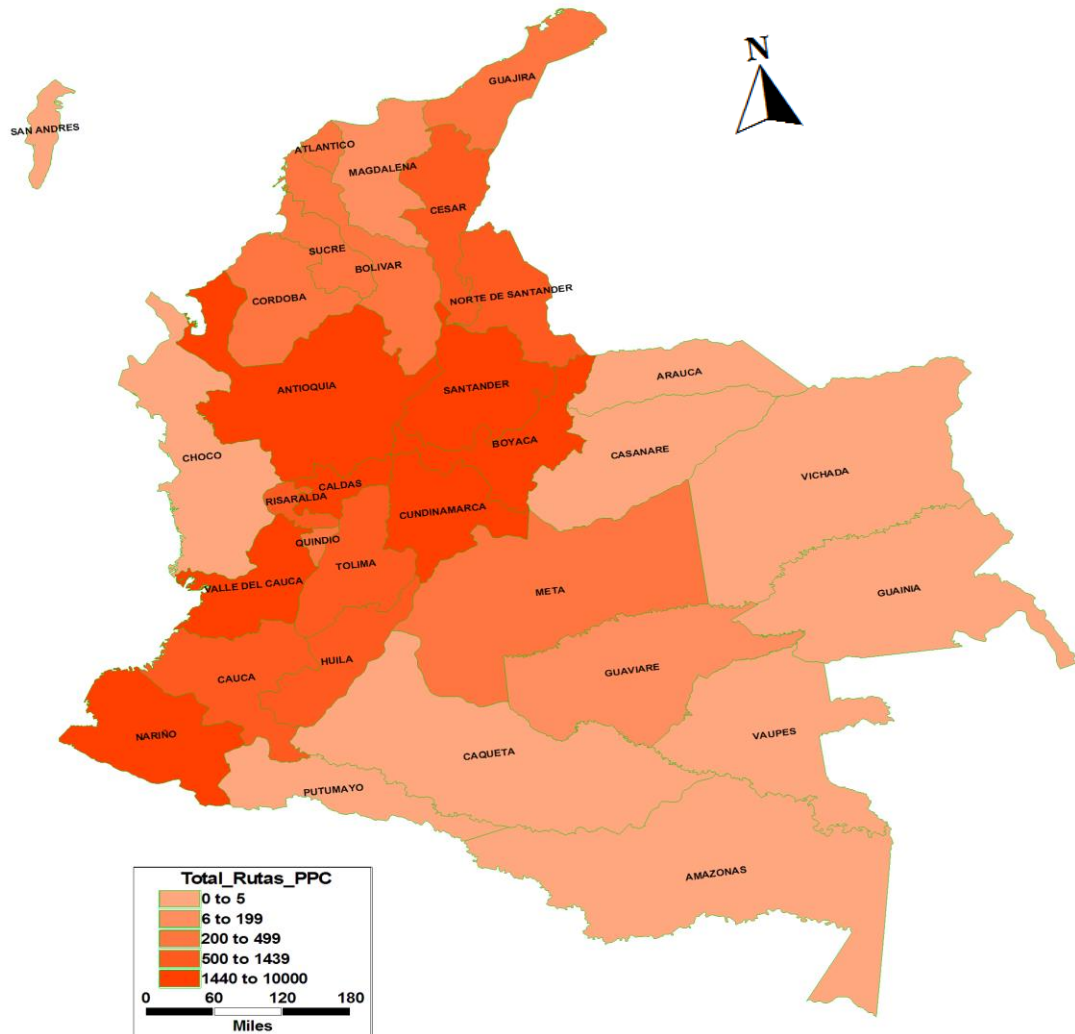 N
GUAJIRA
SAN ANDRES
ATLANTICO
MAGDALENA
CESAR
SUCRE
BOLIVAR
NORTE DE SANTANDER
CORDOBA
ARAUCA
ANTIOQUIA
SANTANDER
BOYACA
CASANARE
CHOCO
VICHADA
CALDAS
RISARALDA
CUNDINAMARCA
QUINDIO
TOLIMA
VALLE DEL CAUCA
META
GUAINIA
HUILA
GUAVIARE
CAUCA
NARIÑO
VAUPES
CAQUETA
PUTUMAYO
AMAZONAS
Total_Rutas_PPC
0 to 5
6 to 199
200 to 499
500 to 1439
1440 to 10000
0 60 120 180
Miles